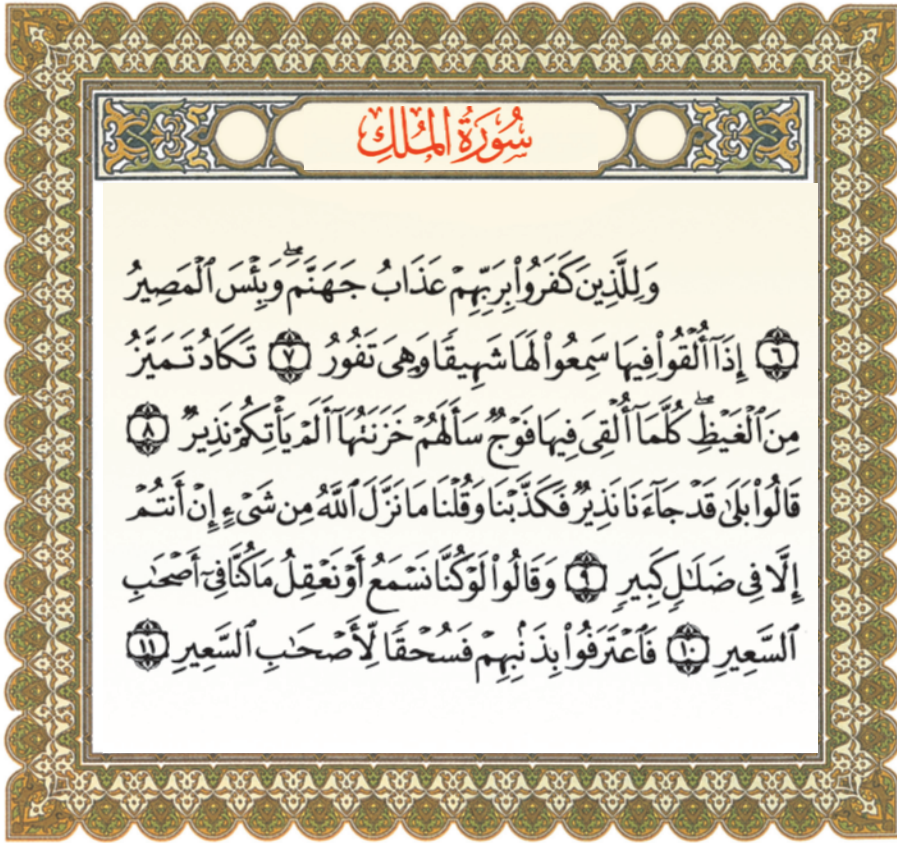 سُورَةُ الْمُلْكِ
وَلِلَّذِينَ كَفَرُوا۟ بِرَبِّهِمْ عَذَابُ جَهَنَّمَ ۖ وَبِئْسَ ٱلْمَصِيرُ
﴿٦﴾ إِذَآ أُلْقُوا۟ فِيهَا سَمِعُوا۟ لَهَا شَهِيقًا وَهِىَ تَفُورُ ﴿٧﴾ تَكَادُ تَمَيَّزُ
مِنَ ٱلْغَيْظِ ۖ كُلَّمَآ أُلْقِىَ فِيهَا فَوْجٌ سَأَلَهُمْ خَزَنَتُهَآ أَلَمْ يَأْتِكُمْ نَذِيرٌ ﴿٨﴾
قَالُوا۟ بَلَىٰ قَدْ جَآءَنَا نَذِيرٌ فَكَذَّبْنَا وَقُلْنَا مَا نَزَّلَ ٱللَّهُ مِن شَىْءٍ إِنْ أَنتُمْ
إِلَّا فِى ضَلَـٰلٍ كَبِيرٍ ﴿٩﴾ وَقَالُوا۟ لَوْ كُنَّا نَسْمَعُ أَوْ نَعْقِلُ مَا كُنَّا فِىٓ أَصْحَـٰبِ
ٱلسَّعِيرِ ﴿١٠﴾ فَٱعْتَرَفُوا۟ بِذَنۢبِهِمْ فَسُحْقًا لِّأَصْحَـٰبِ ٱلسَّعِيرِ ﴿١١﴾